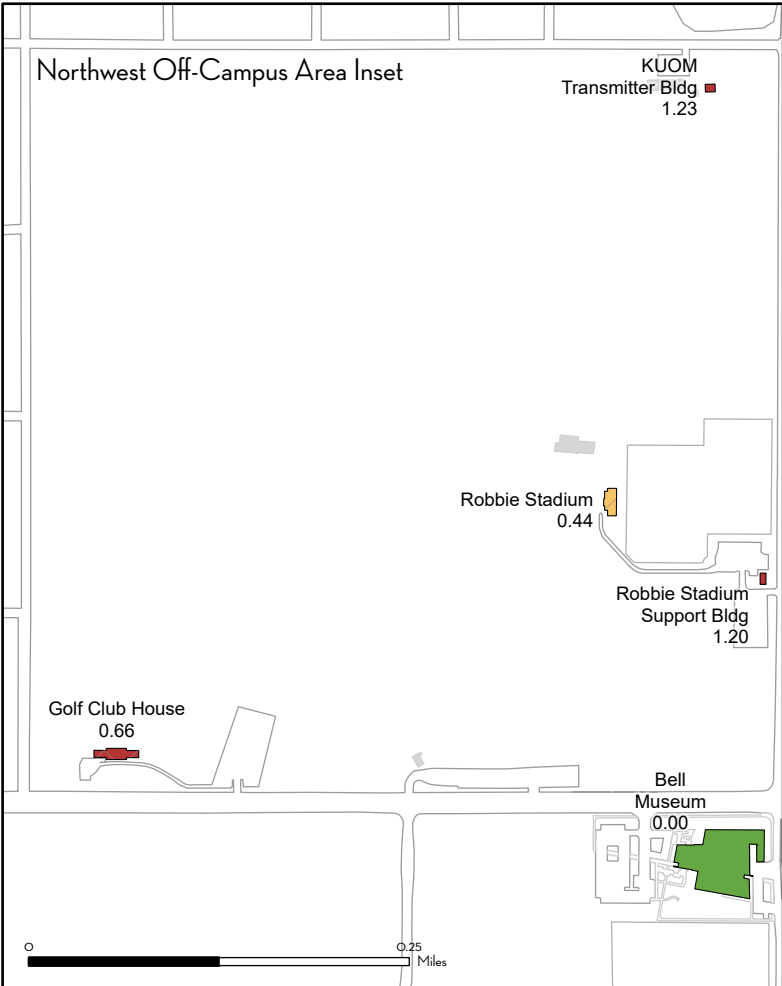 Northwest Off-Campus Area Inset
KUOM
Transmitter Bldg
1.23
Robbie Stadium
0.44
Robbie Stadium
Support Bldg
1.20
Golf Club House
0.66
Bell
Museum
0.00
0 0.25
Miles